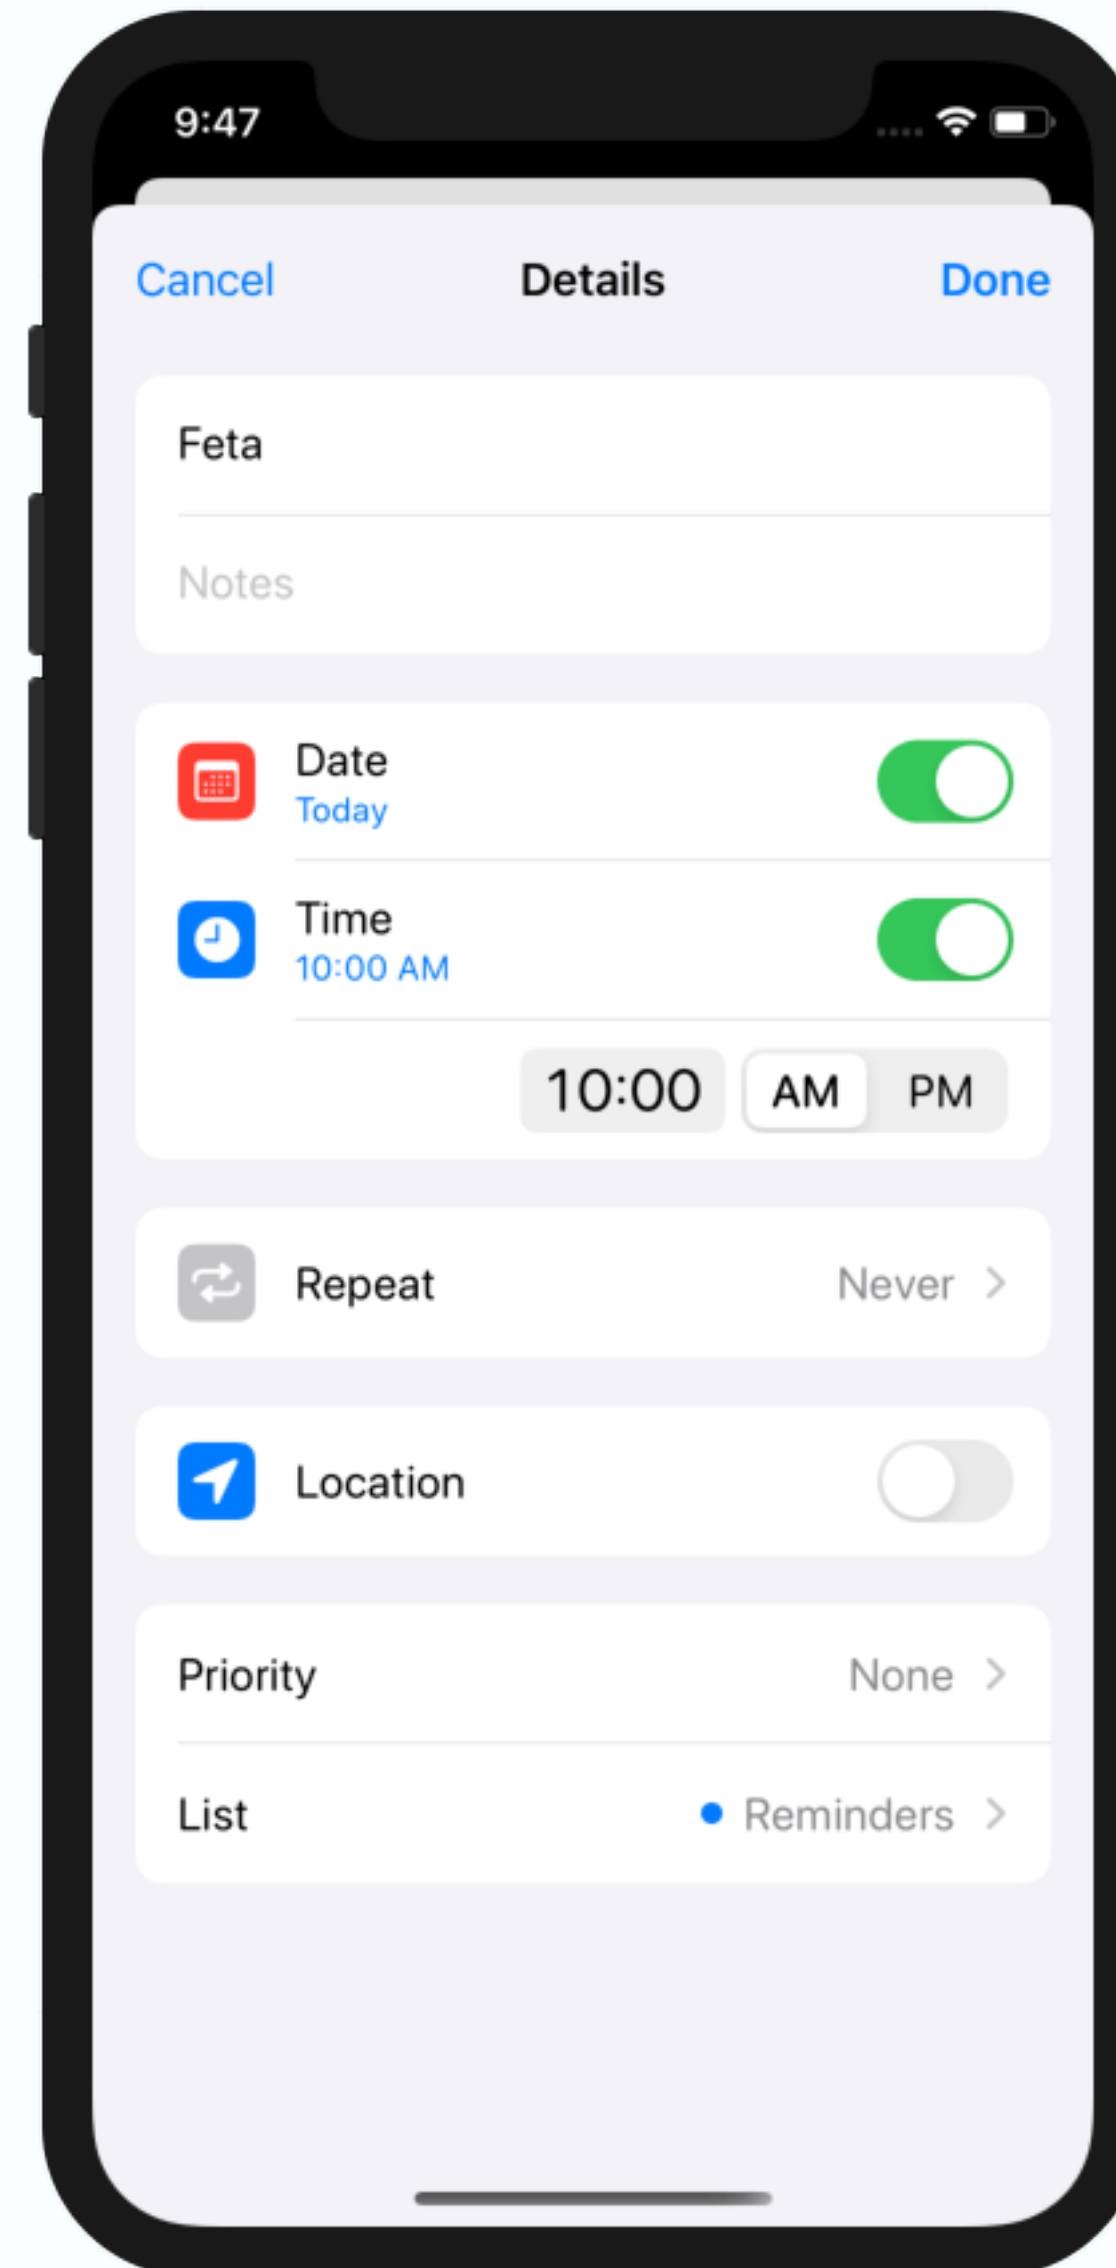 9:47
Cancel Details Done
Feta
Notes
Date
Today
Time
10:00 AM
10:00 AM PM
Repeat Never
Location
Priority None
List Reminders